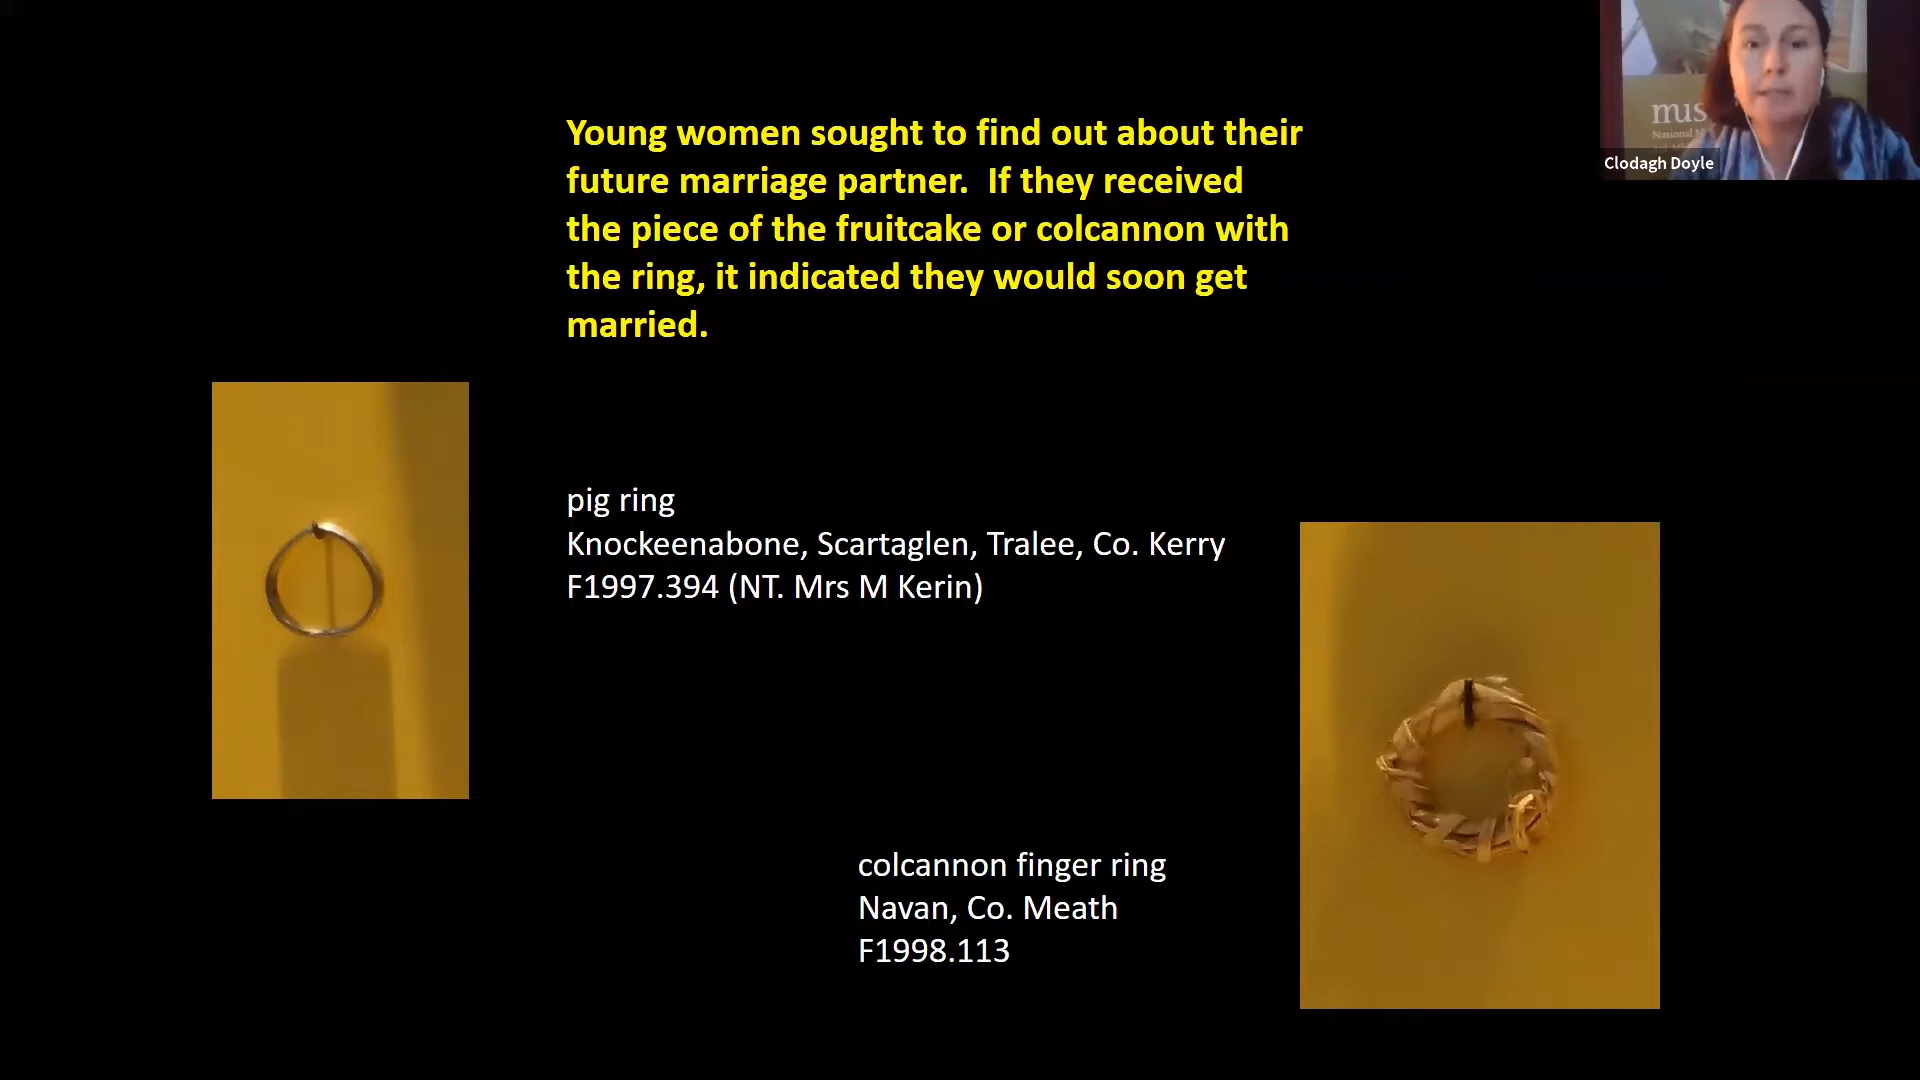 Young women sought to find out about their
future marriage partner. If they received
the piece of the fruitcake or colcannon with
the ring, it indicated they would soon get
married.
pig ring
Knockeenabone, Scartaglen, Tralee, Co. Kerry
F1997.394 (NT. Mrs M Kerin)
colcannon finger ring
Navan, Co. Meath
F1998.113
mus
National M
Clodagh Doyle